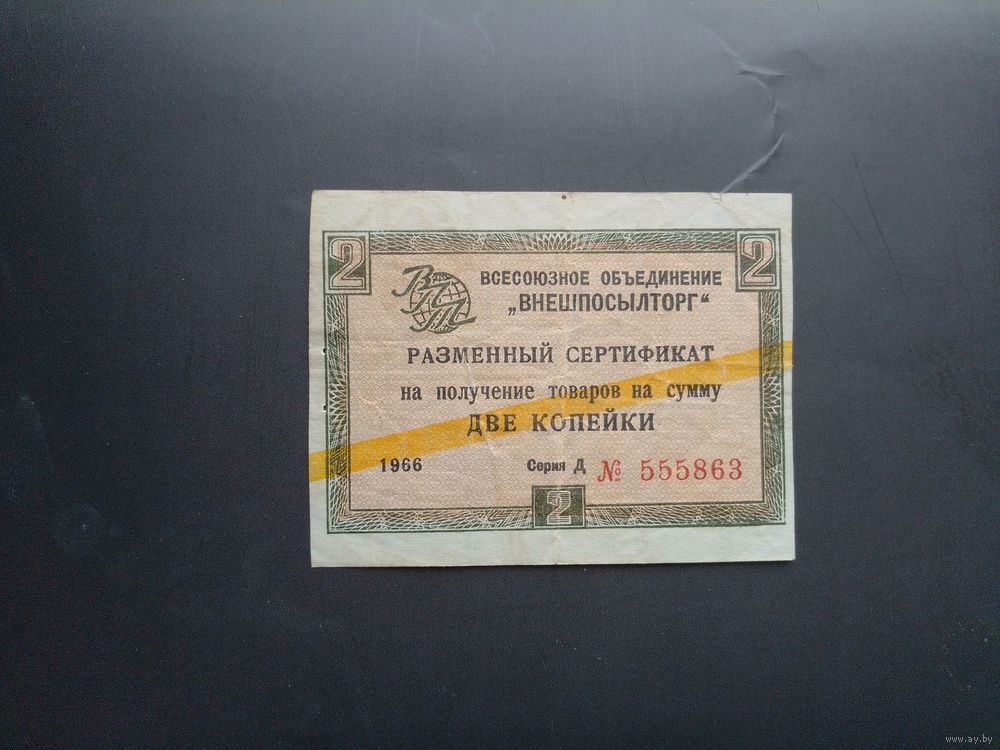 2 2
ВПТ
ВСЕСОЮЗНОЕ ОБЪЕДИНЕНИЕ
„ВНЕШПОСЫЛТОРГ“
РАЗМЕННЫЙ СЕРТИФИКАТ
на получение товаров на сумму
ДВЕ КОПЕЙКИ
1966 Серия Д № 555863
2
www.ay.by